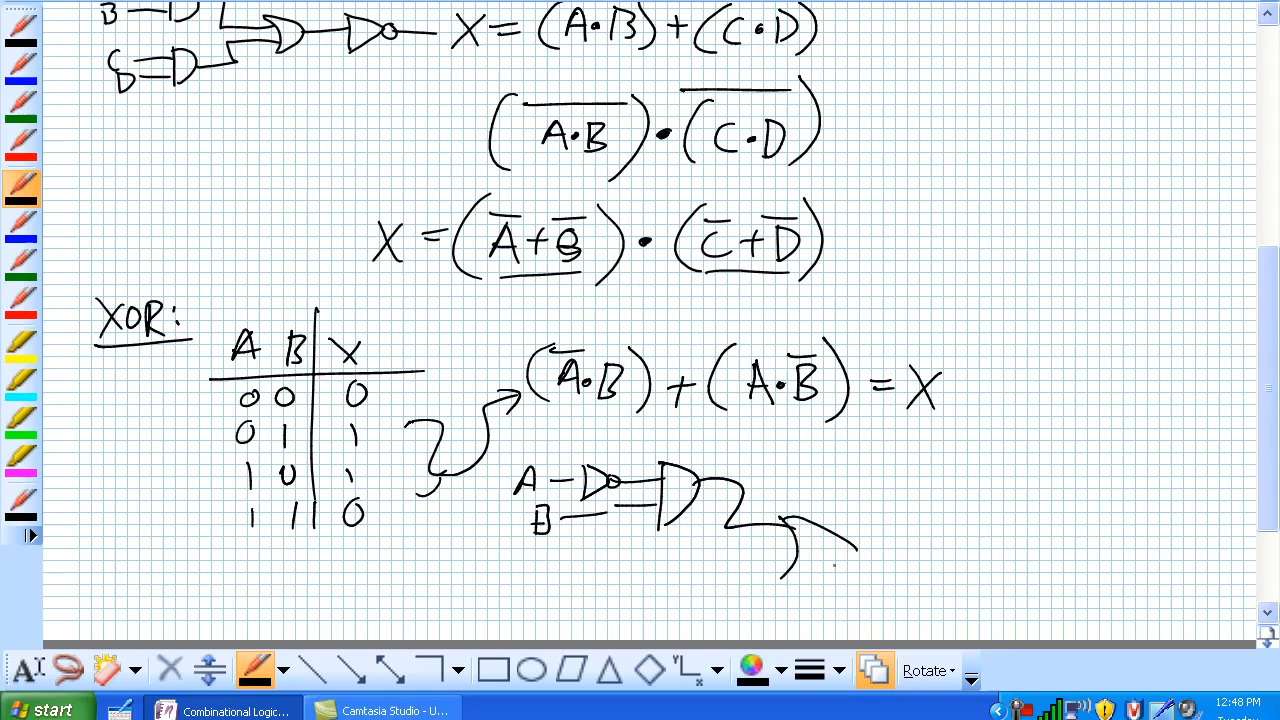 B
X = (A·B) + (C·D)
C
D
(A̅·̅B̅)·(C̅·̅D̅)
X = (A̅ + B̅) · (C̅ + D̅)
XOR:
A B X
0 0 0
0 1 1
1 0 1
1 1 0
(A̅·B) + (A·B̅) = X
A
B
A
Rotate
start
Combinational Logic...
Camtasia Studio - U...
12:48 PM
Tuesday